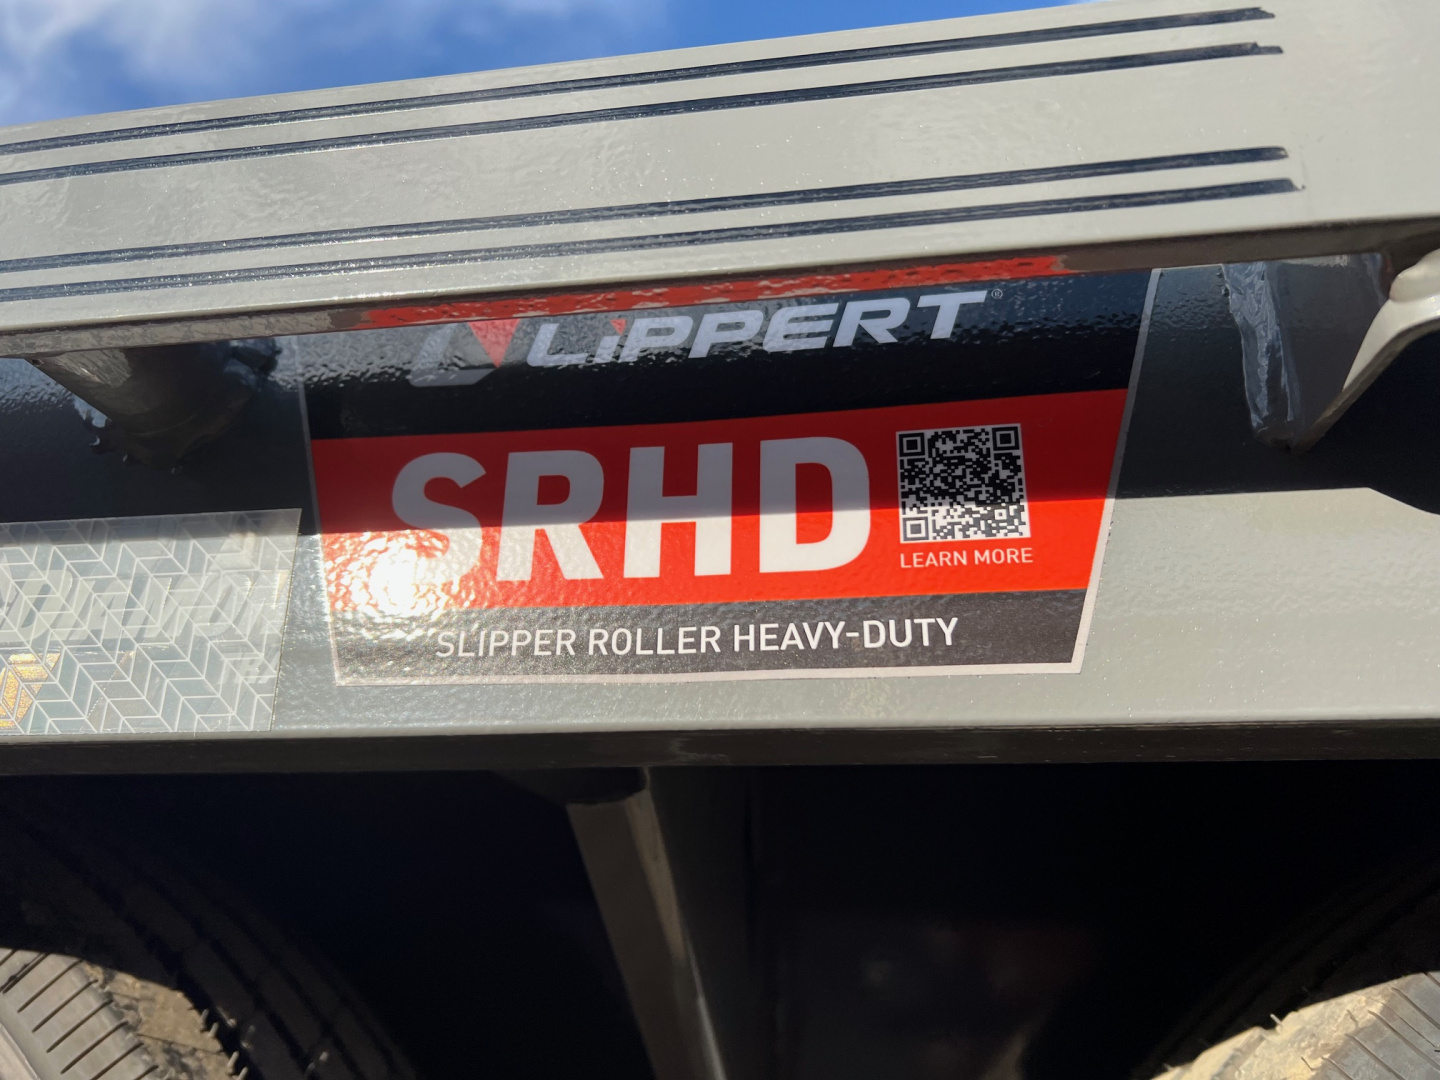 LIPPERT®
SRHD
LEARN MORE
SLIPPER ROLLER HEAVY-DUTY